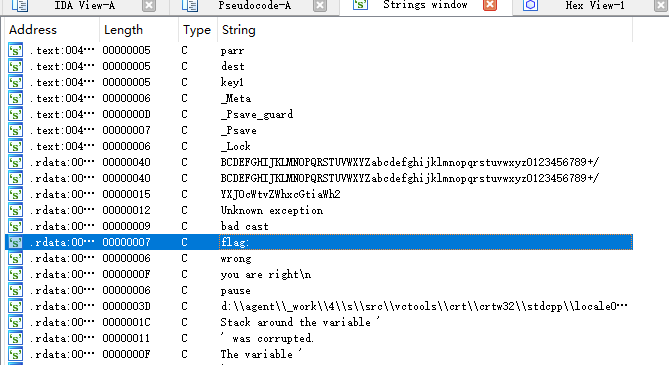 IDA View-A Pseudocode-A Strings window Hex View-1
Address Length Type String
.text:004… 00000005 C parr
.text:004… 00000005 C dest
.text:004… 00000005 C key1
.text:004… 00000006 C _Meta
.text:004… 0000000D C _Psave_guard
.text:004… 00000007 C _Psave
.text:004… 00000006 C _Lock
.rdata:00… 00000040 C BCDEFGHIJKLMNOPQRSTUVWXYZabcdefghijklmnopqrstuvwxyz0123456789+/
.rdata:00… 00000040 C BCDEFGHIJKLMNOPQRSTUVWXYZabcdefghijklmnopqrstuvwxyz0123456789+/
.rdata:00… 00000015 C YXJOcWtvZWhxcGtiaWh2
.rdata:00… 00000012 C Unknown exception
.rdata:00… 00000009 C bad cast
.rdata:00… 00000007 C flag:
.rdata:00… 00000006 C wrong
.rdata:00… 0000000F C you are right\n
.rdata:00… 00000006 C pause
.rdata:00… 0000003D C d:\\agent\\_work\\4\\s\\src\\vctools\\crt\\crtw32\\stdcpp\\locale0…
.rdata:00… 0000001C C Stack around the variable '
.rdata:00… 00000011 C ' was corrupted.
.rdata:00… 0000000F C The variable '